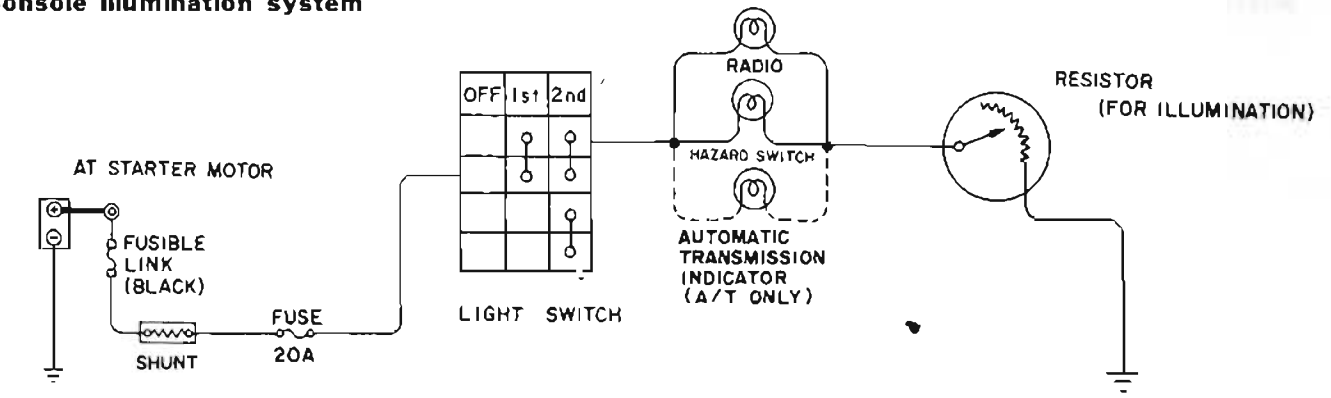 illumination system
RADIO
RESISTOR
(FOR ILLUMINATION)
OFF 1st 2nd
HAZARD SWITCH
AT STARTER MOTOR
+
-
FUSIBLE
LINK
(BLACK)
AUTOMATIC
TRANSMISSION
INDICATOR
(A/T ONLY)
LIGHT SWITCH
FUSE
20A
SHUNT